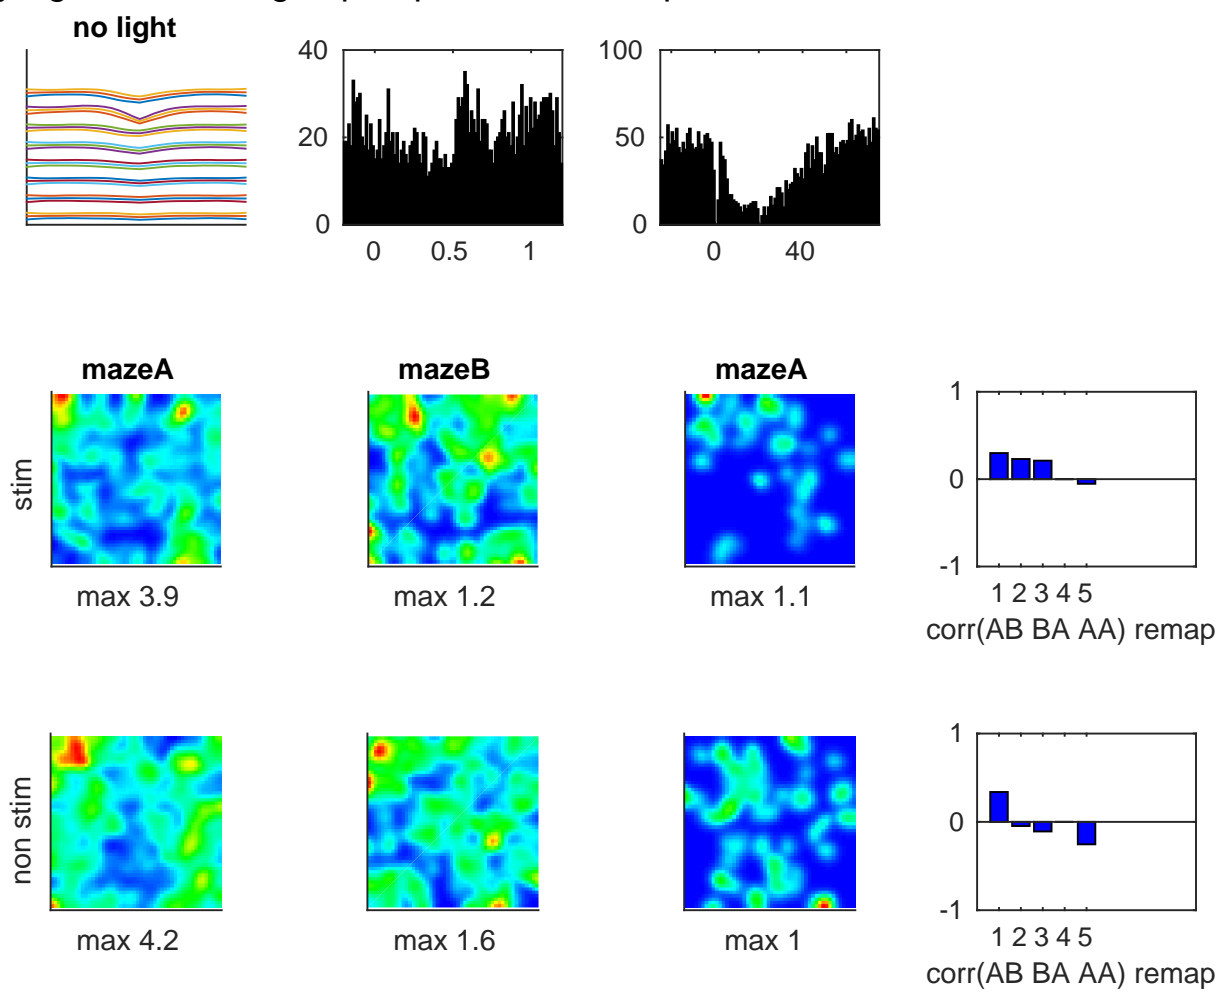 no light
40
20
0
0
0.5
1
100
50
0
0
40
mazeA
mazeB
mazeA
stim
max 3.9
max 1.2
max 1.1
1
0
-1
1 2 3 4 5
corr(AB BA AA) remap
non stim
max 4.2
max 1.6
max 1
1
0
-1
1 2 3 4 5
corr(AB BA AA) remap